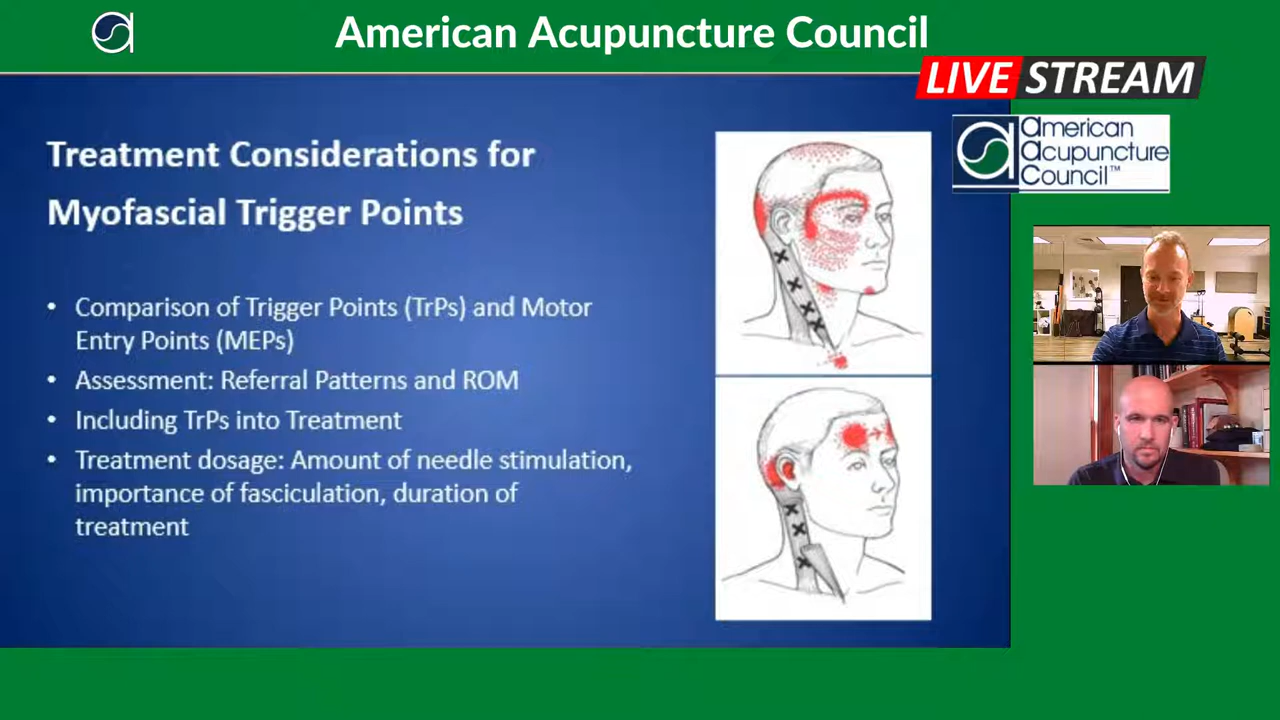 American Acupuncture Council
LIVE STREAM
american
acupuncture
Council™
Treatment Considerations for
Myofascial Trigger Points
• Comparison of Trigger Points (TrPs) and Motor
Entry Points (MEPs)
• Assessment: Referral Patterns and ROM
• Including TrPs into Treatment
• Treatment dosage: Amount of needle stimulation,
importance of fasciculation, duration of
treatment